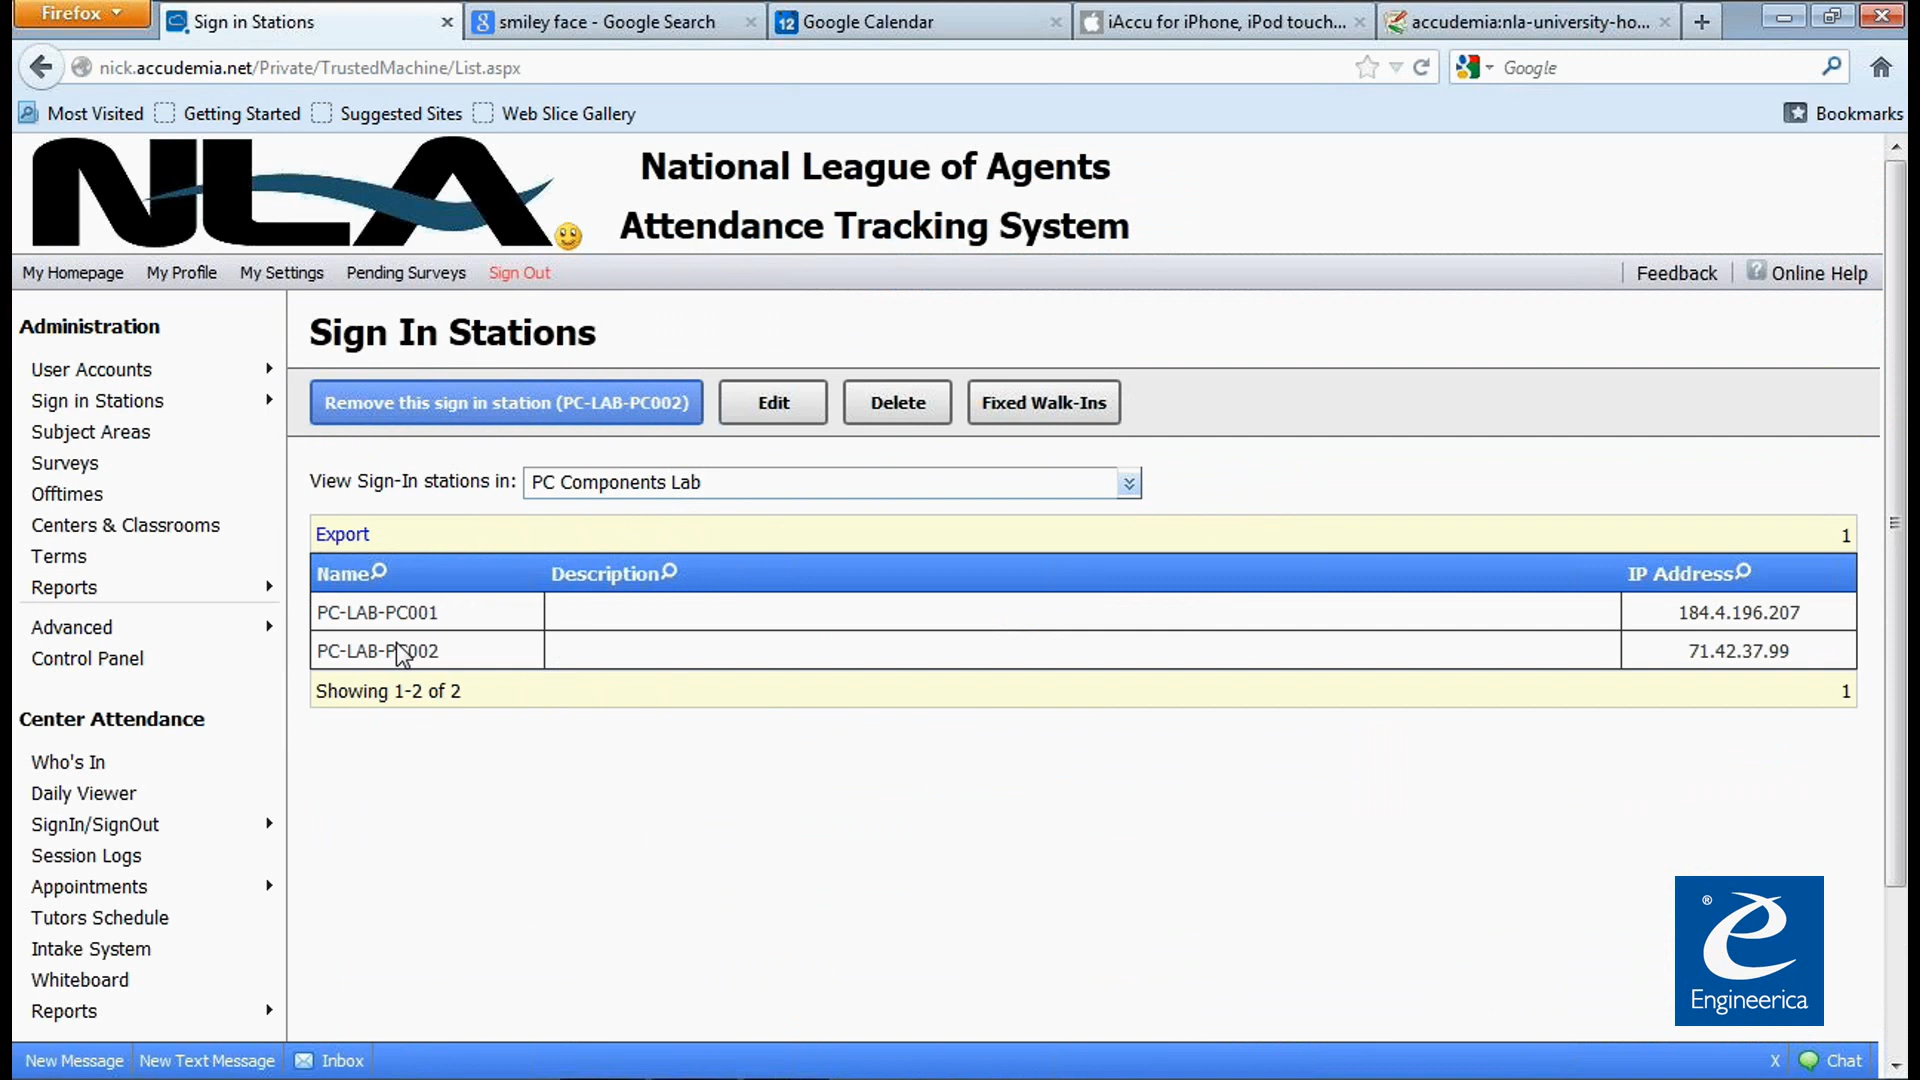 Firefox
Sign in Stations
smiley face - Google Search
12
Google Calendar
iAccu for iPhone, iPod touch...
accudemia:nla-university-ho...
nick.accudemia.net/Private/TrustedMachine/List.aspx
Google
Most Visited
Getting Started
Suggested Sites
Web Slice Gallery
Bookmarks
NLA
National League of Agents
Attendance Tracking System
My Homepage
My Profile
My Settings
Pending Surveys
Sign Out
Feedback
Online Help
Administration
User Accounts
Sign in Stations
Subject Areas
Surveys
Offtimes
Centers & Classrooms
Terms
Reports
Advanced
Control Panel
Center Attendance
Who's In
Daily Viewer
SignIn/SignOut
Session Logs
Appointments
Tutors Schedule
Intake System
Whiteboard
Reports
Sign In Stations
Remove this sign in station (PC-LAB-PC002)
Edit
Delete
Fixed Walk-Ins
View Sign-In stations in:
PC Components Lab
Export
1
Name
Description
IP Address
PC-LAB-PC001
184.4.196.207
PC-LAB-PC002
71.42.37.99
Showing 1-2 of 2
1
®
Engineerica
New Message
New Text Message
Inbox
X
Chat